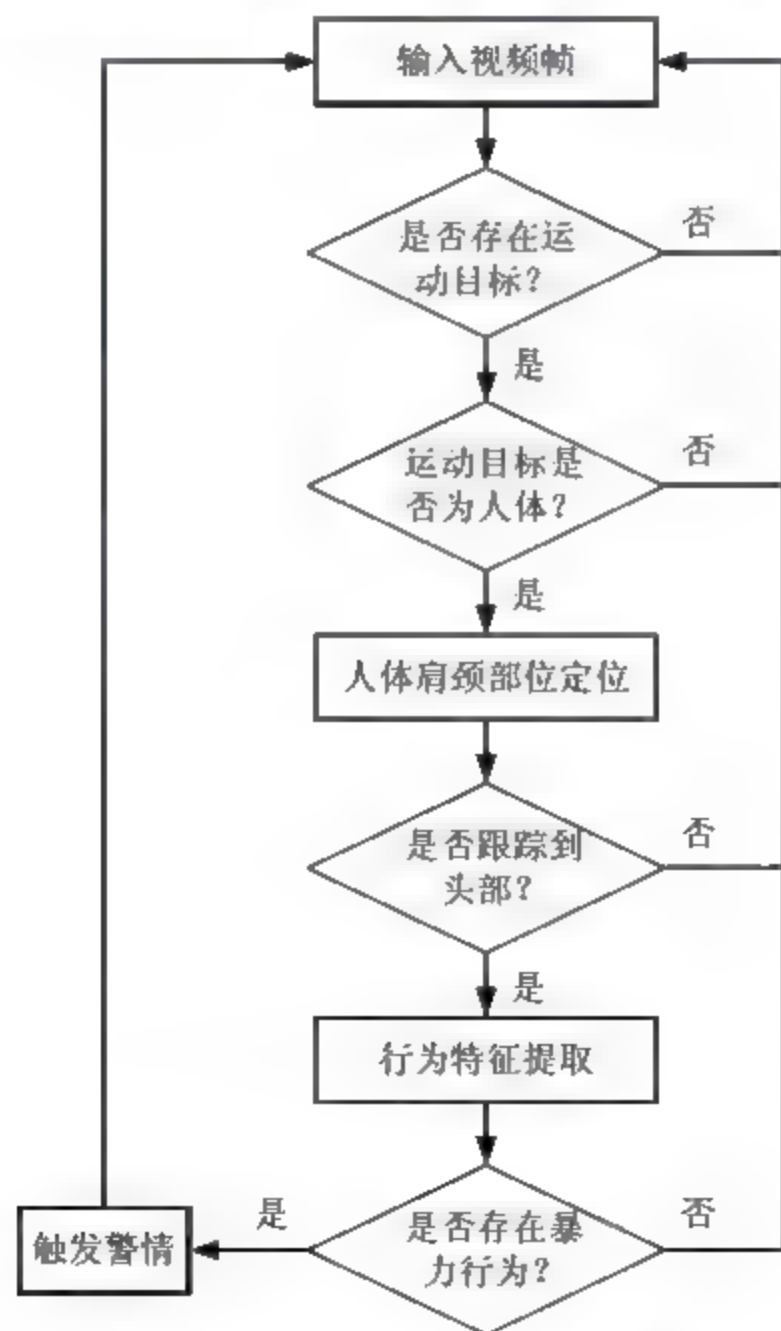 输入视频帧
是否存在运
动目标？
否
是
运动目标是
否为人体？
否
是
人体肩颈部位定位
是否跟踪到
头部？
否
是
行为特征提取
是否存在暴
力行为？
是
否
触发警情